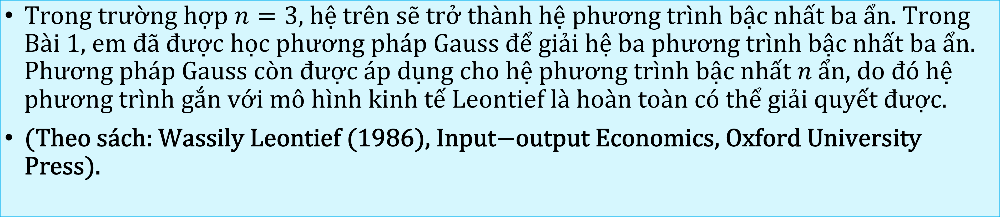 • Trong trường hợp n = 3, hệ trên sẽ trở thành hệ phương trình bậc nhất ba ẩn. Trong
Bài 1, em đã được học phương pháp Gauss để giải hệ ba phương trình bậc nhất ba ẩn.
Phương pháp Gauss còn được áp dụng cho hệ phương trình bậc nhất n ẩn, do đó hệ
phương trình gắn với mô hình kinh tế Leontief là hoàn toàn có thể giải quyết được.
• (Theo sách: Wassily Leontief (1986), Input−output Economics, Oxford University
Press).